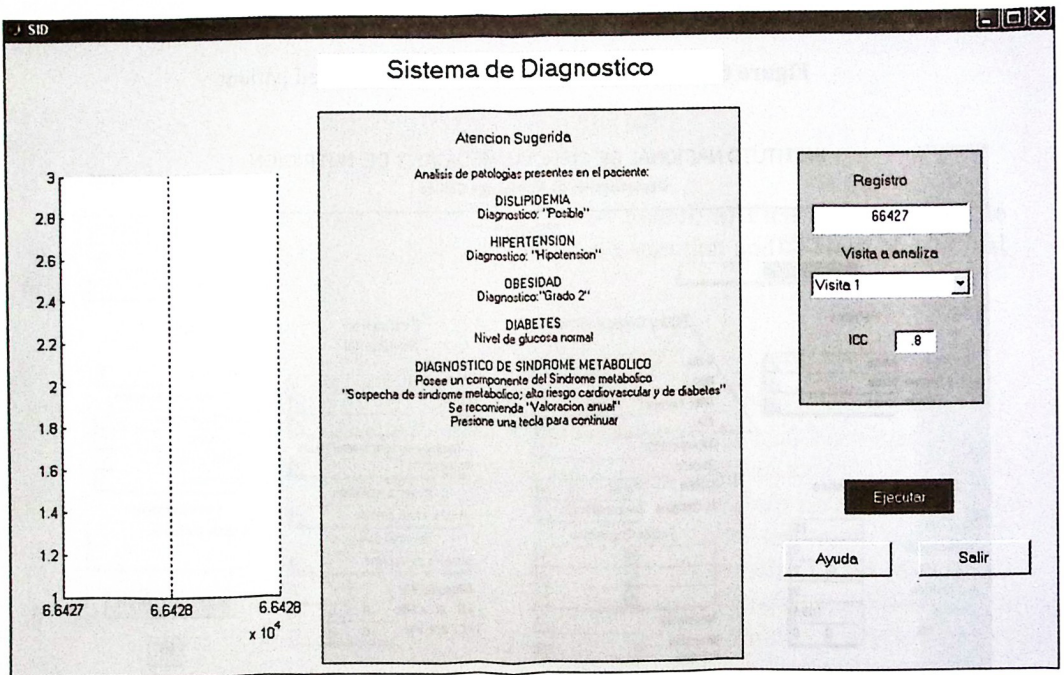 SID
Sistema de Diagnostico
Atencion Sugerida
Analisis de patologias presentes en el paciente:
DISLIPIDEMIA
Diagnostico: "Posible"
HIPERTENSION
Diagnostico: "Hipotension"
OBESIDAD
Diagnostico:"Grado 2"
DIABETES
Nivel de glucosa normal
DIAGNOSTICO DE SINDROME METABOLICO
Posee un componente del Sindrome metabolico
"Sospecha de sindrome metabolico; alto riesgo cardiovascular y de diabetes"
Se recomienda "Valoracion anual"
Presione una tecla para continuar
3
2.8
2.6
2.4
2.2
2
1.8
1.6
1.4
1.2
1
6.6427 6.6428 6.6428
x 10^4
Registro
66427
Visita a analiza
Visita 1
ICC .8
Ejecutar
Ayuda Salir
Figure
INSTITUTO NACIONAL DE